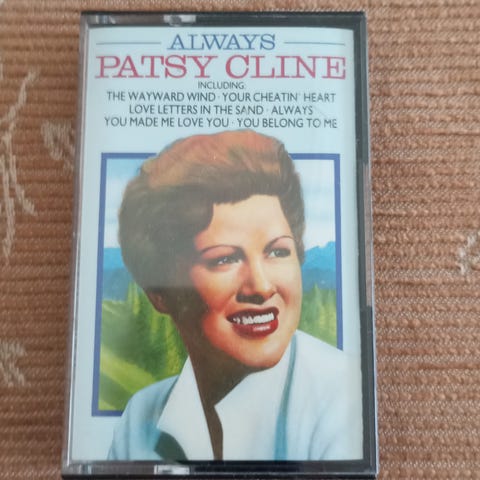 ALWAYS
PATSY CLINE
INCLUDING:
THE WAYWARD WIND · YOUR CHEATIN' HEART
LOVE LETTERS IN THE SAND · ALWAYS
YOU MADE ME LOVE YOU · YOU BELONG TO ME